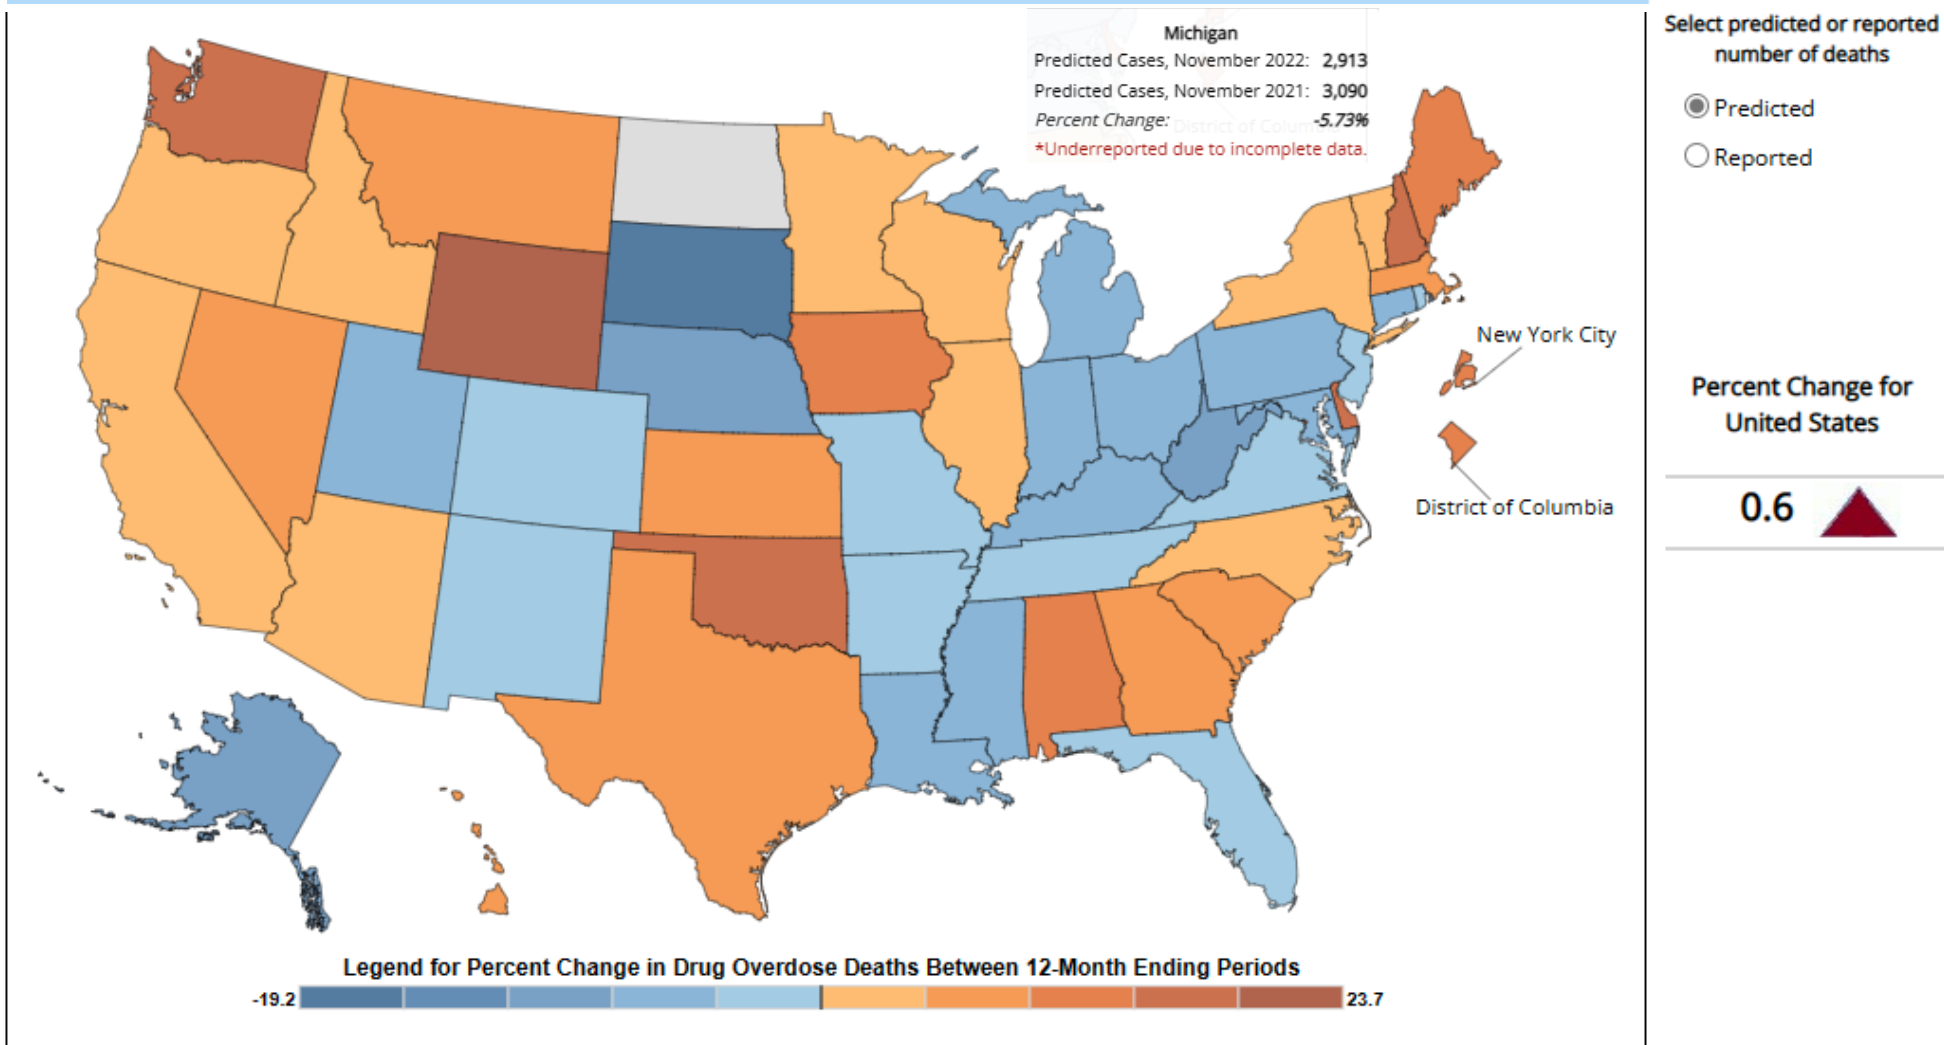 Michigan
Predicted Cases, November 2022: 2,913
Predicted Cases, November 2021: 3,090
Percent Change: -5.73%
District of Columbia
*Underreported due to incomplete data.
Select predicted or reported
number of deaths
Predicted
Reported
New York City
District of Columbia
Percent Change for
United States
0.6
Legend for Percent Change in Drug Overdose Deaths Between 12-Month Ending Periods
-19.2
23.7